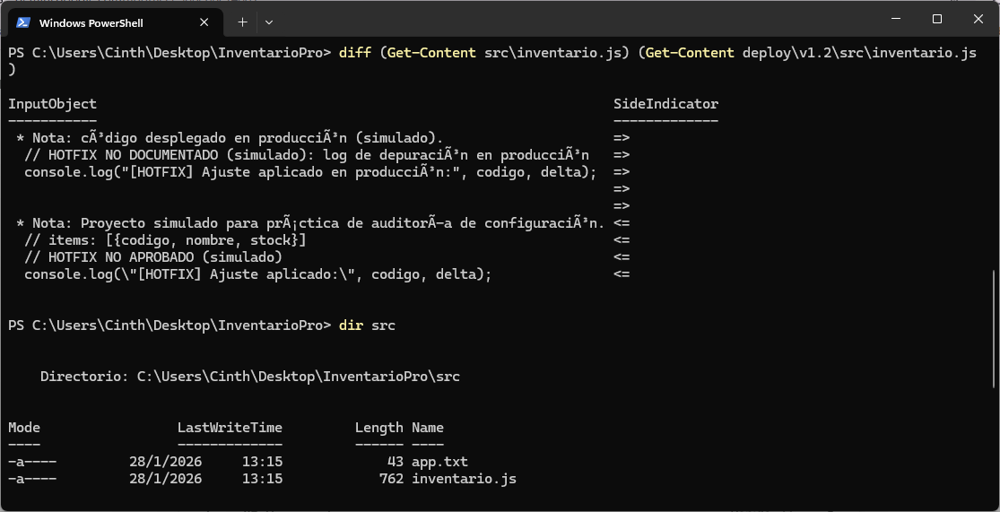 Windows PowerShell
PS C:\Users\Cinth\Desktop\InventarioPro> diff (Get-Content src\inventario.js) (Get-Content deploy\v1.2\src\inventario.js
)
InputObject SideIndicator
----------- -------------
* Nota: cÃ³digo desplegado en producciÃ³n (simulado). =>
// HOTFIX NO DOCUMENTADO (simulado): log de depuraciÃ³n en producciÃ³n =>
console.log("[HOTFIX] Ajuste aplicado en producciÃ³n:", codigo, delta); =>
=>
=>
* Nota: Proyecto simulado para prÃ¡ctica de auditorÃ-a de configuraciÃ³n. <=
// items: [{codigo, nombre, stock}] <=
// HOTFIX NO APROBADO (simulado) <=
console.log(\"[HOTFIX] Ajuste aplicado:\", codigo, delta); <=
PS C:\Users\Cinth\Desktop\InventarioPro> dir src
Directorio: C:\Users\Cinth\Desktop\InventarioPro\src
Mode LastWriteTime Length Name
---- ------------- ------ ----
-a---- 28/1/2026 13:15 43 app.txt
-a---- 28/1/2026 13:15 762 inventario.js